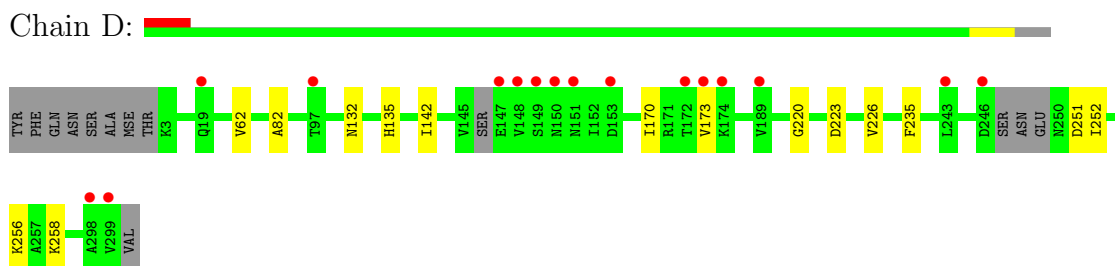 Chain D:
TYR PHE GLN ASN SER ALA MSE THR K3 Q19 V62 A82 T97 N132 H135 I142 V145 SER E147 V148 S149 N150 N151 I152 D153 I170 R171 T172 V173 K174 V189 G220 D223 V226 F235 L243 D246 SER ASN GLU N250 D251 I252
K256 A257 K258 A298 V299 VAL